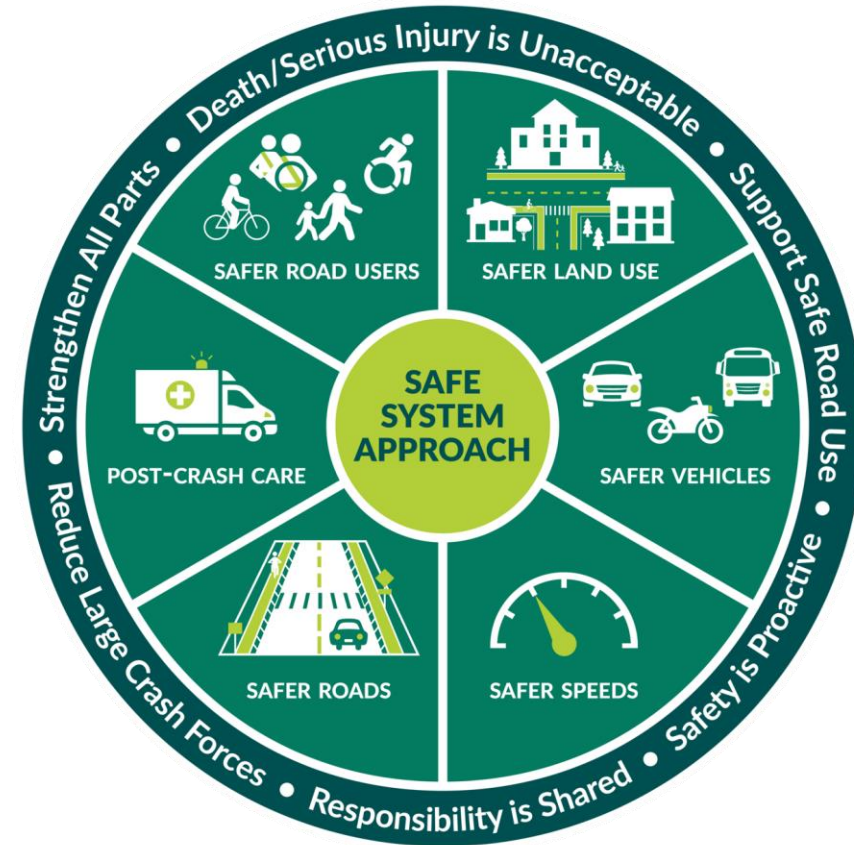 Death/Serious Injury is Unacceptable • Support Safe Road Use • Safety is Proactive • Responsibility is Shared • Reduce Large Crash Forces • Strengthen All Parts •
SAFER ROAD USERS
SAFER LAND USE
SAFE
SYSTEM
APPROACH
POST-CRASH CARE
SAFER VEHICLES
SAFER ROADS
SAFER SPEEDS